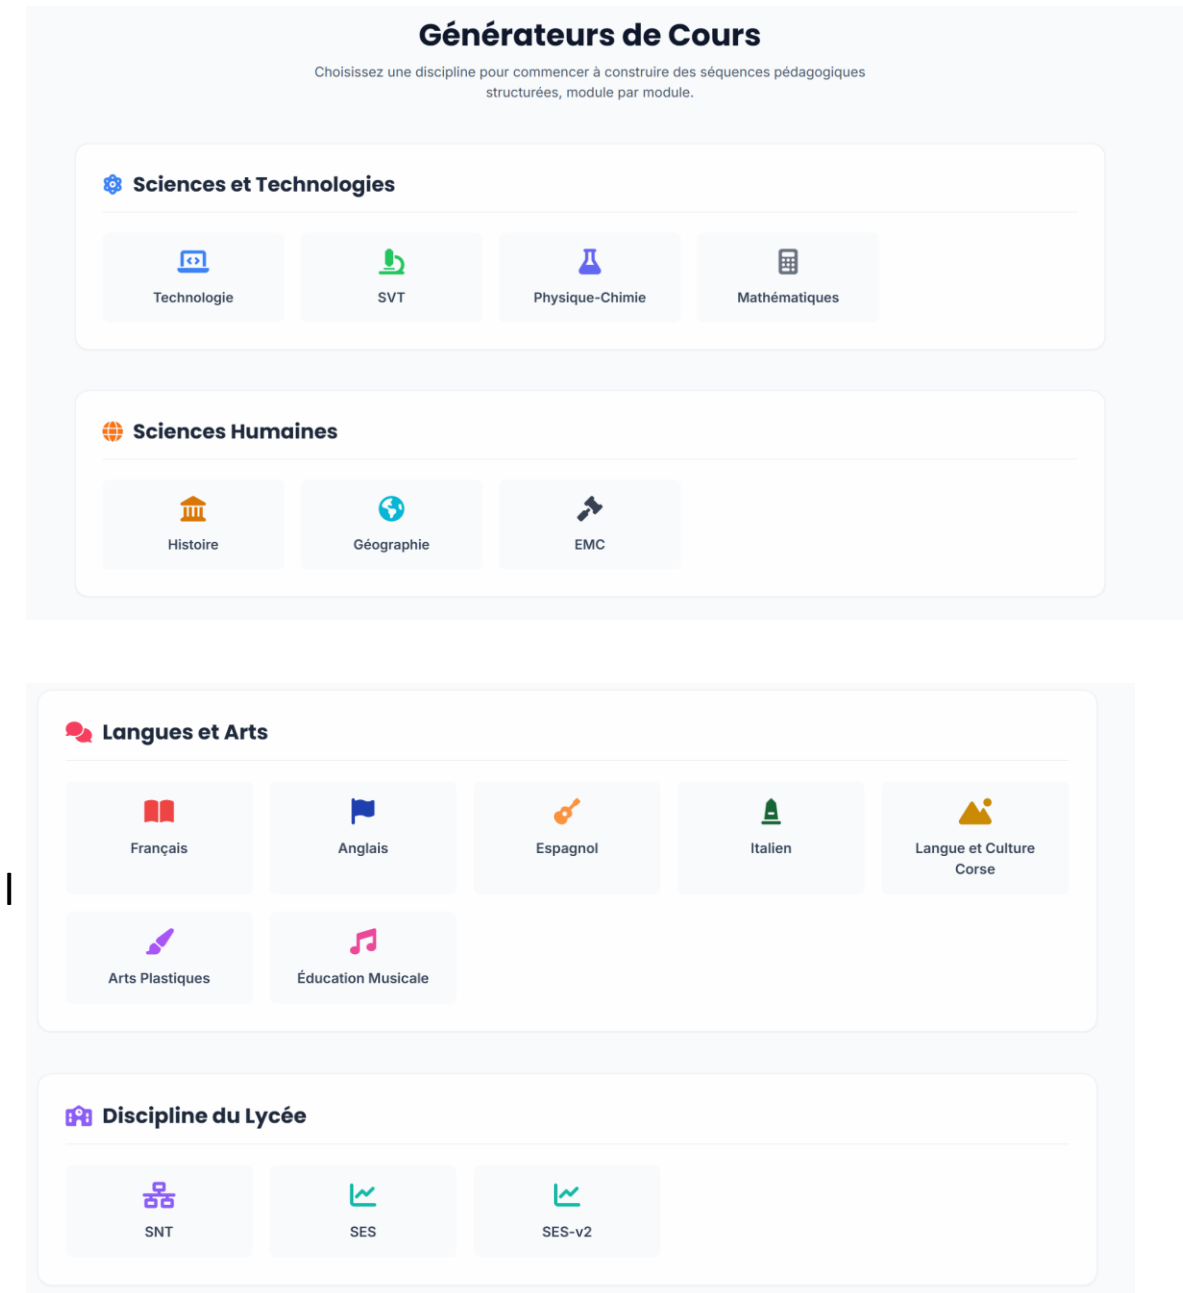 Générateurs de Cours
Choisissez une discipline pour commencer à construire des séquences pédagogiques
structurées, module par module.
Sciences et Technologies
Technologie
SVT
Physique-Chimie
Mathématiques
Sciences Humaines
Histoire
Géographie
EMC
Langues et Arts
Français
Anglais
Espagnol
Italien
Langue et Culture
Corse
Arts Plastiques
Éducation Musicale
Discipline du Lycée
SNT
SES
SES-v2